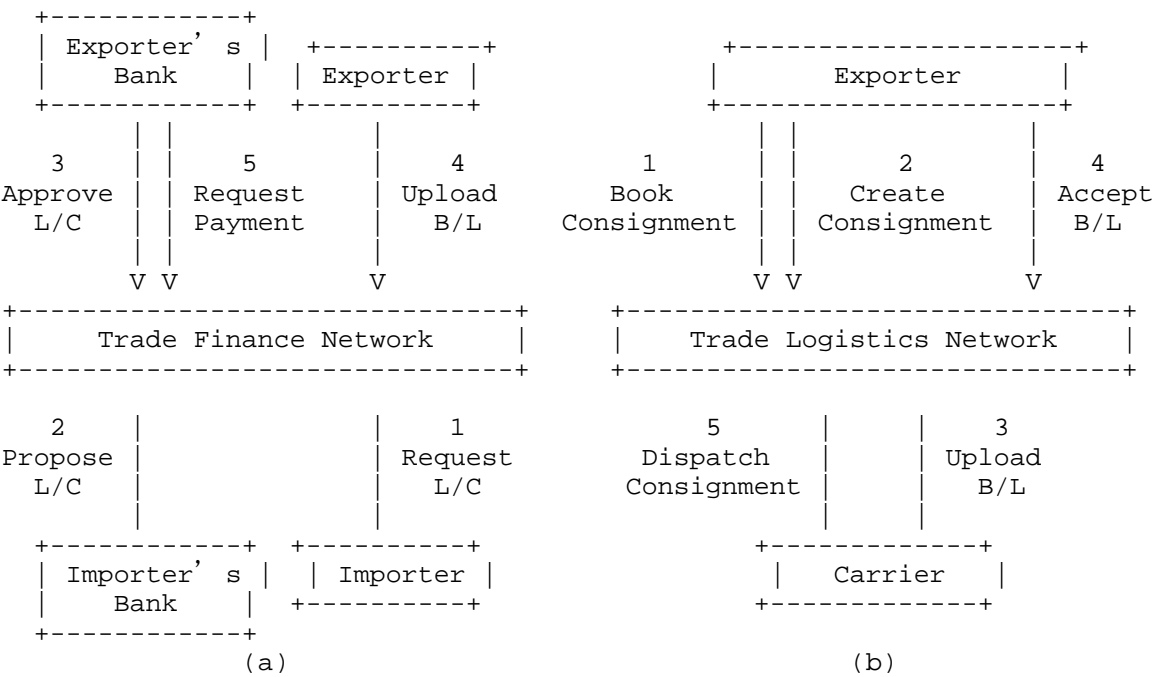 Exporter's
Bank
Exporter
3
Approve
L/C
5
Request
Payment
4
Upload
B/L
Trade Finance Network
2
Propose
L/C
1
Request
L/C
Importer's
Bank
Importer
(a)
Exporter
1
Book
Consignment
2
Create
Consignment
4
Accept
B/L
Trade Logistics Network
5
Dispatch
Consignment
3
Upload
B/L
Carrier
(b)